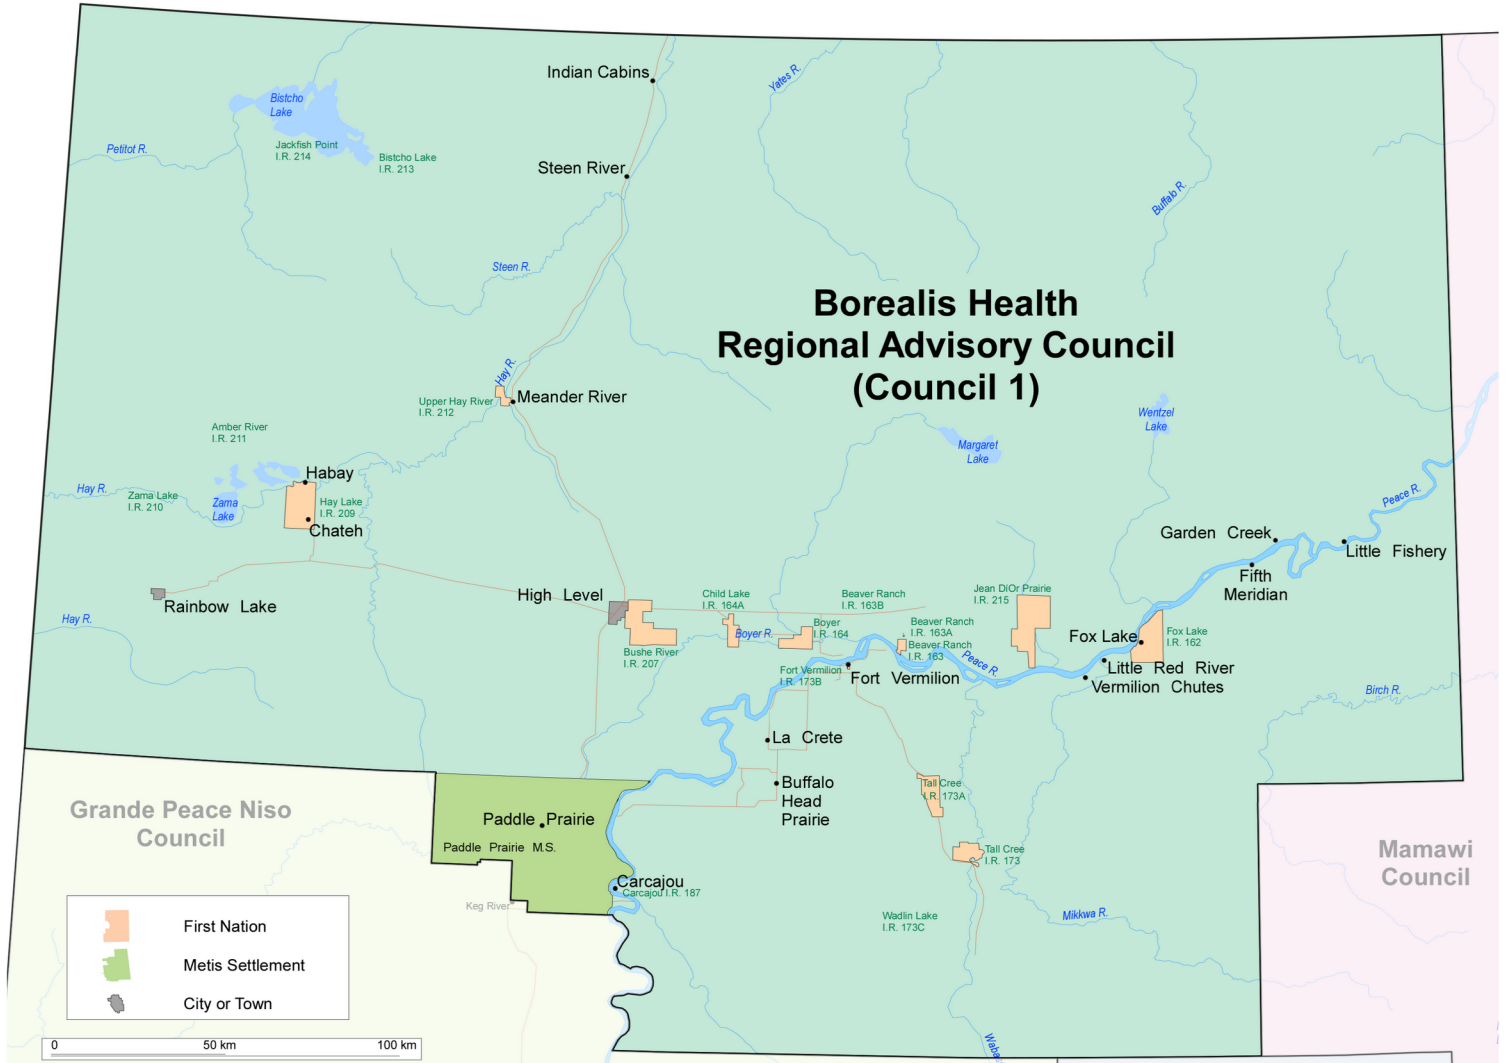 Indian Cabins
Yates R.
Bistcho
Lake
Petitot R.
Jackfish Point
I.R. 214
Bistcho Lake
I.R. 213
Steen River
Buffalo R.
Steen R.
Borealis Health
Regional Advisory Council
(Council 1)
Hay R.
Meander River
Upper Hay River
I.R. 212
Amber River
I.R. 211
Wentzel
Lake
Margaret
Lake
Habay
Hay R.
Zama Lake
I.R. 210
Zama
Lake
Hay Lake
I.R. 209
Chateh
Peace R.
Garden Creek
Little Fishery
Fifth
Meridian
Rainbow Lake
High Level
Child Lake
I.R. 164A
Beaver Ranch
I.R. 163B
Jean DiOr Prairie
I.R. 215
Hay R.
Boyer R.
Boyer
I.R. 164
Beaver Ranch
I.R. 163A
Beaver Ranch
I.R. 163
Fox Lake
Fox Lake
I.R. 162
Bushe River
I.R. 207
Fort Vermilion
I.R. 173B
Fort Vermilion
Peace R.
Little Red River
Vermilion Chutes
Birch R.
La Crete
Buffalo
Head
Prairie
Tall Cree
I.R. 173A
Grande Peace Niso
Council
Paddle Prairie
Paddle Prairie M.S.
Tall Cree
I.R. 173
Mamawi
Council
Carcajou
Carcajou I.R. 187
Keg River
Wadlin Lake
I.R. 173C
Mikkwa R.
First Nation
Metis Settlement
City or Town
0 50 km 100 km
Waba